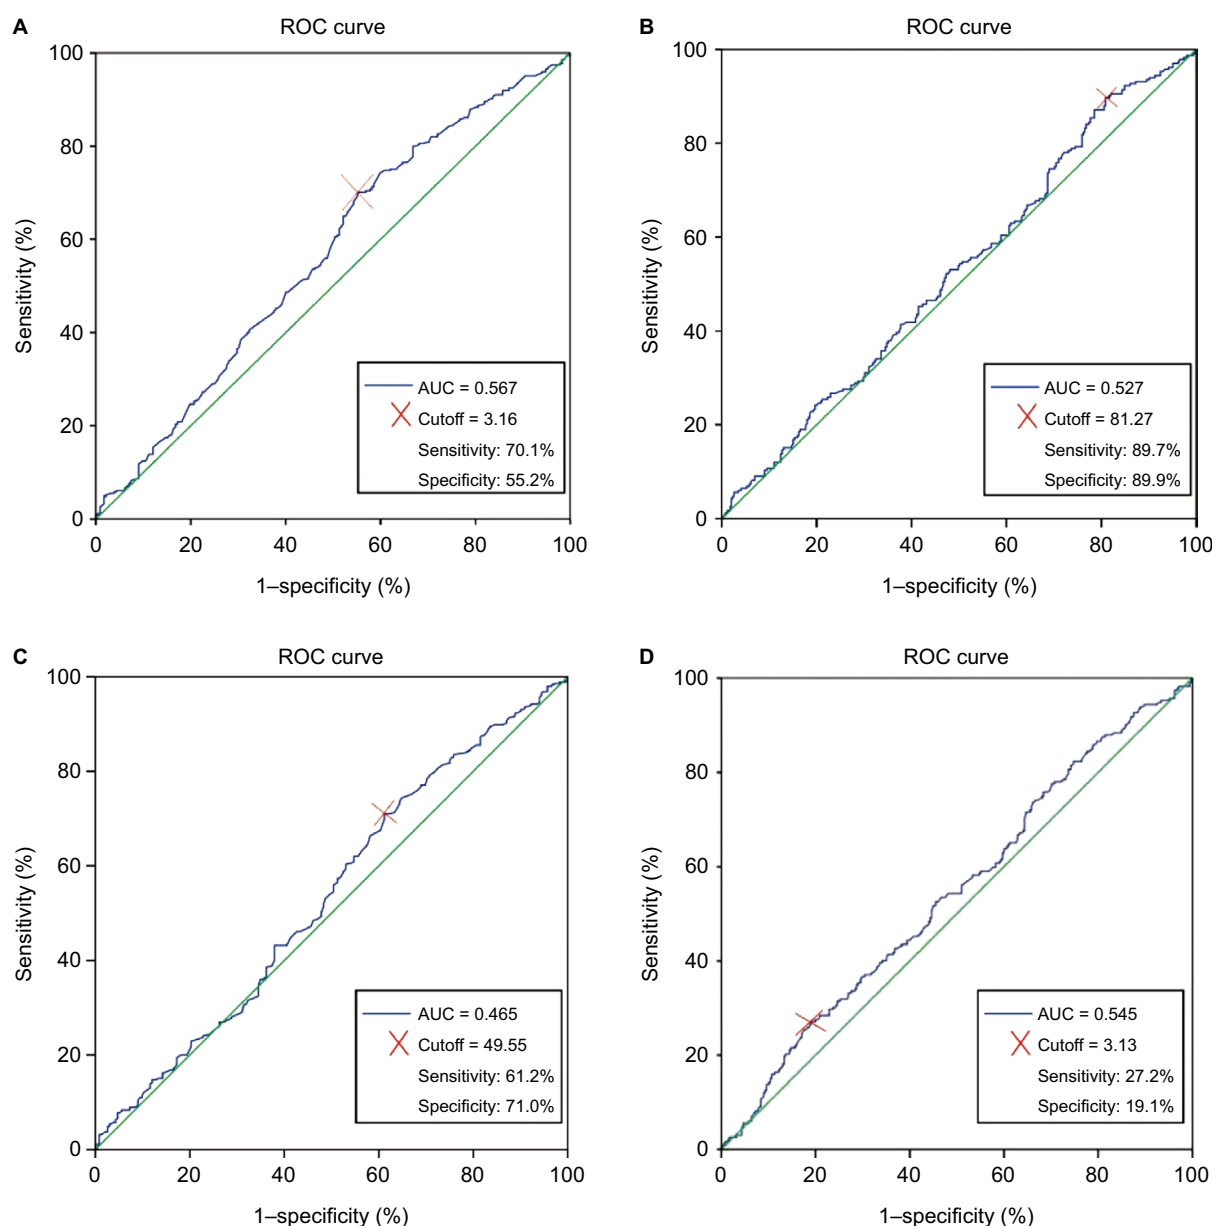 A
ROC curve
100
80
60
40
20
0
Sensitivity (%)
AUC = 0.567
Cutoff = 3.16
Sensitivity: 70.1%
Specificity: 55.2%
0 20 40 60 80 100
1–specificity (%)
B
ROC curve
100
80
60
40
20
0
Sensitivity (%)
AUC = 0.527
Cutoff = 81.27
Sensitivity: 89.7%
Specificity: 89.9%
0 20 40 60 80 100
1–specificity (%)
C
ROC curve
100
80
60
40
20
0
Sensitivity (%)
AUC = 0.465
Cutoff = 49.55
Sensitivity: 61.2%
Specificity: 71.0%
0 20 40 60 80 100
1–specificity (%)
D
ROC curve
100
80
60
40
20
0
Sensitivity (%)
AUC = 0.545
Cutoff = 3.13
Sensitivity: 27.2%
Specificity: 19.1%
0 20 40 60 80 100
1–specificity (%)